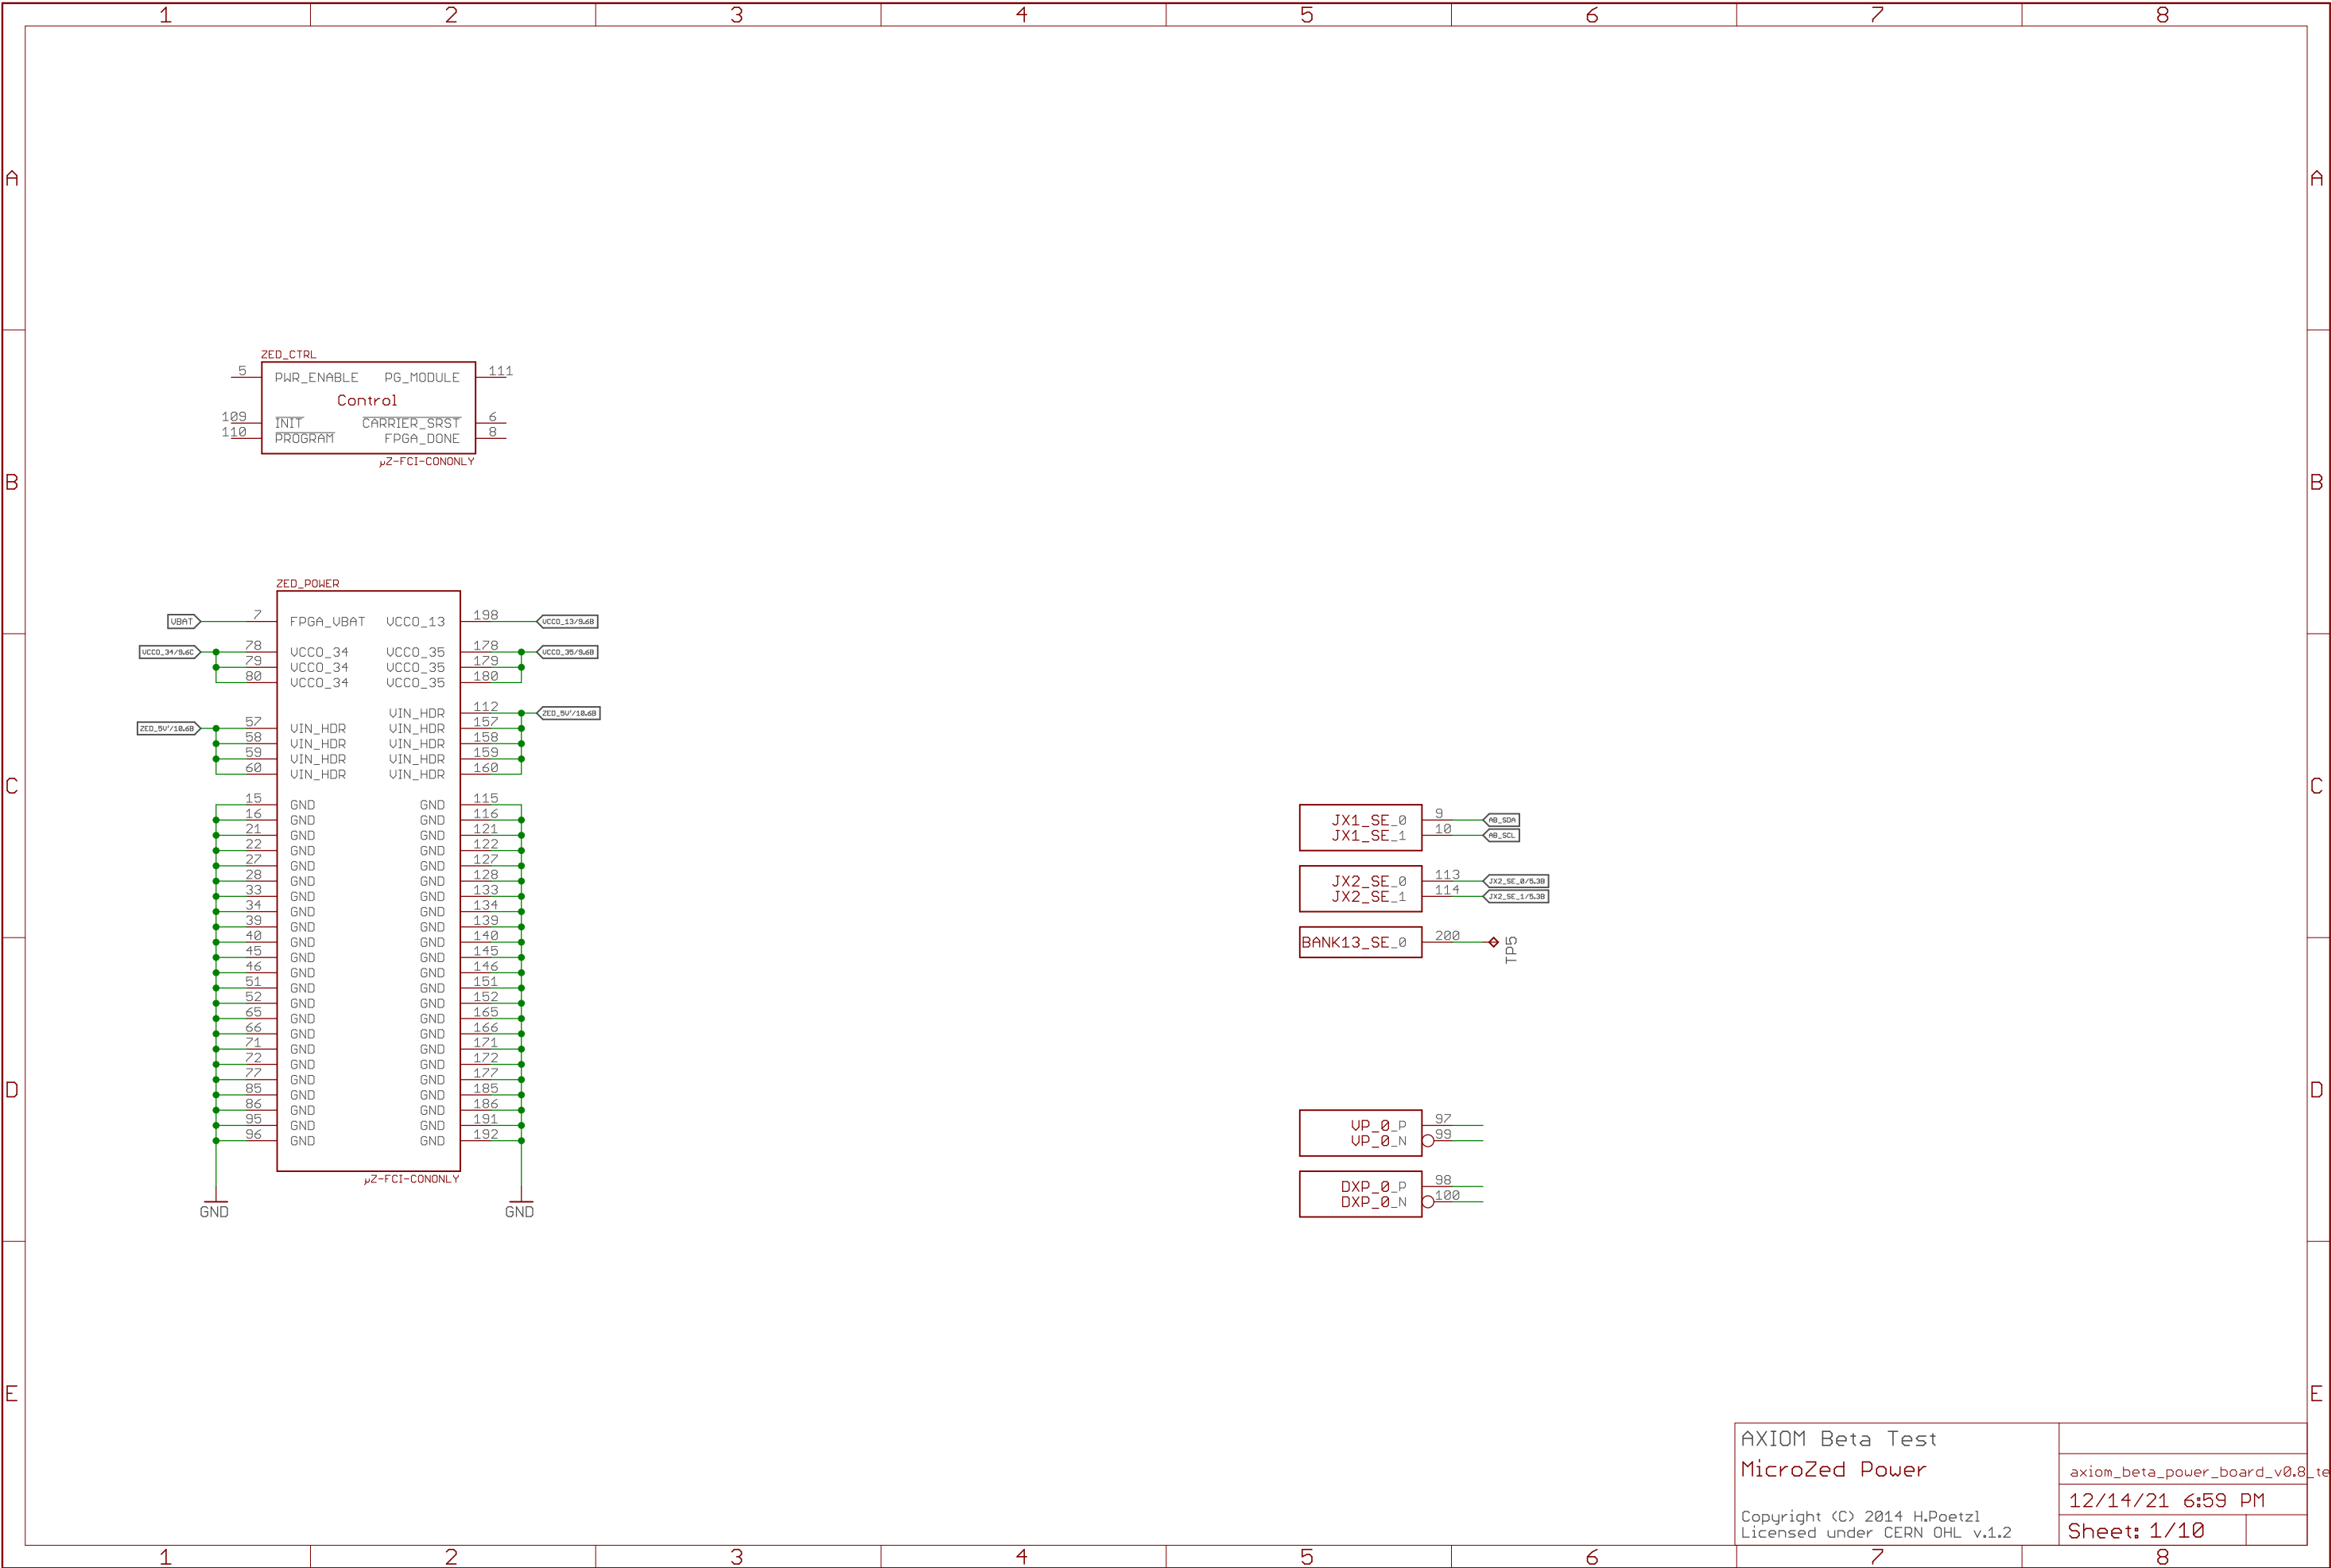 1 2 3 4 5 6 7 8
A A
ZED_CTRL
5 PWR_ENABLE PG_MODULE 111
Control
109 INIT CARRIER_SRST 6
110 PROGRAM FPGA_DONE 8
µZ-FCI-CONONLY
B B
ZED_POWER
VBAT 7 FPGA_VBAT VCCO_13 198 VCCO_13/9.6B
VCCO_34/9.6C 78 VCCO_34 VCCO_35 178 VCCO_35/9.6B
79 VCCO_34 VCCO_35 179
80 VCCO_34 VCCO_35 180
VIN_HDR 112 ZED_5V'/10.6B
ZED_5V'/10.6B 57 VIN_HDR VIN_HDR 157
58 VIN_HDR VIN_HDR 158
59 VIN_HDR VIN_HDR 159
60 VIN_HDR VIN_HDR 160
C C
15 GND GND 115
16 GND GND 116
21 GND GND 121
22 GND GND 122
27 GND GND 127
28 GND GND 128
33 GND GND 133
34 GND GND 134
39 GND GND 139
40 GND GND 140
45 GND GND 145
46 GND GND 146
51 GND GND 151
52 GND GND 152
65 GND GND 165
66 GND GND 166
71 GND GND 171
72 GND GND 172
77 GND GND 177
85 GND GND 185
86 GND GND 186
95 GND GND 191
96 GND GND 192
µZ-FCI-CONONLY
GND GND
JX1_SE_0 9 AB_SDA
JX1_SE_1 10 AB_SCL
JX2_SE_0 113 JX2_SE_0/5.3B
JX2_SE_1 114 JX2_SE_1/5.3B
BANK13_SE_0 200 TP5
D D
VP_0_P 97
VP_0_N 99
DXP_0_P 98
DXP_0_N 100
E E
AXIOM Beta Test
MicroZed Power
Copyright (C) 2014 H.Poetzl
Licensed under CERN OHL v.1.2
axiom_beta_power_board_v0.8_te
12/14/21 6:59 PM
Sheet: 1/10
1 2 3 4 5 6 7 8